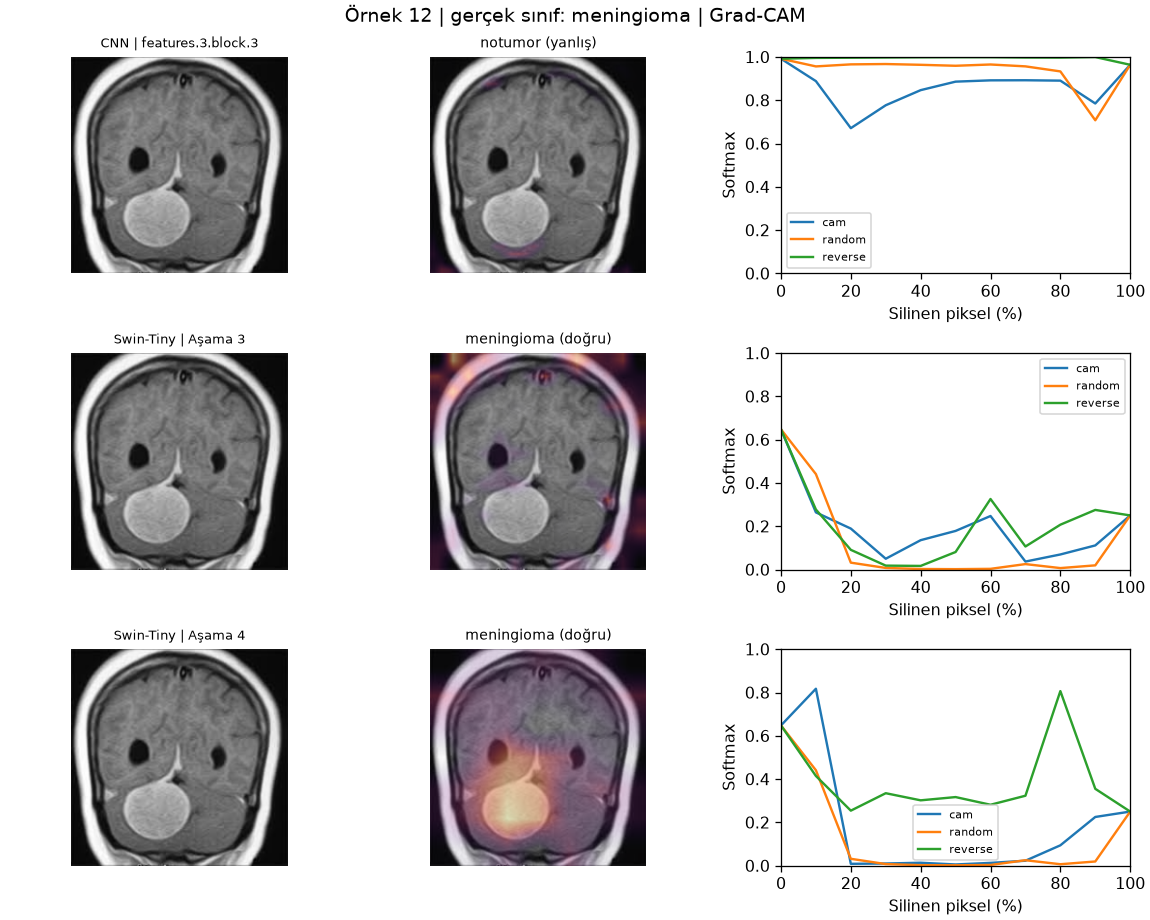 Örnek 12 | gerçek sınıf: meningioma | Grad-CAM
CNN | features.3.block.3
notumor (yanlış)
1.0
0.8
0.6
0.4
0.2
0.0
Softmax
cam
random
reverse
0 20 40 60 80 100
Silinen piksel (%)
Swin-Tiny | Aşama 3
meningioma (doğru)
1.0
0.8
0.6
0.4
0.2
0.0
Softmax
cam
random
reverse
0 20 40 60 80 100
Silinen piksel (%)
Swin-Tiny | Aşama 4
meningioma (doğru)
1.0
0.8
0.6
0.4
0.2
0.0
Softmax
cam
random
reverse
0 20 40 60 80 100
Silinen piksel (%)